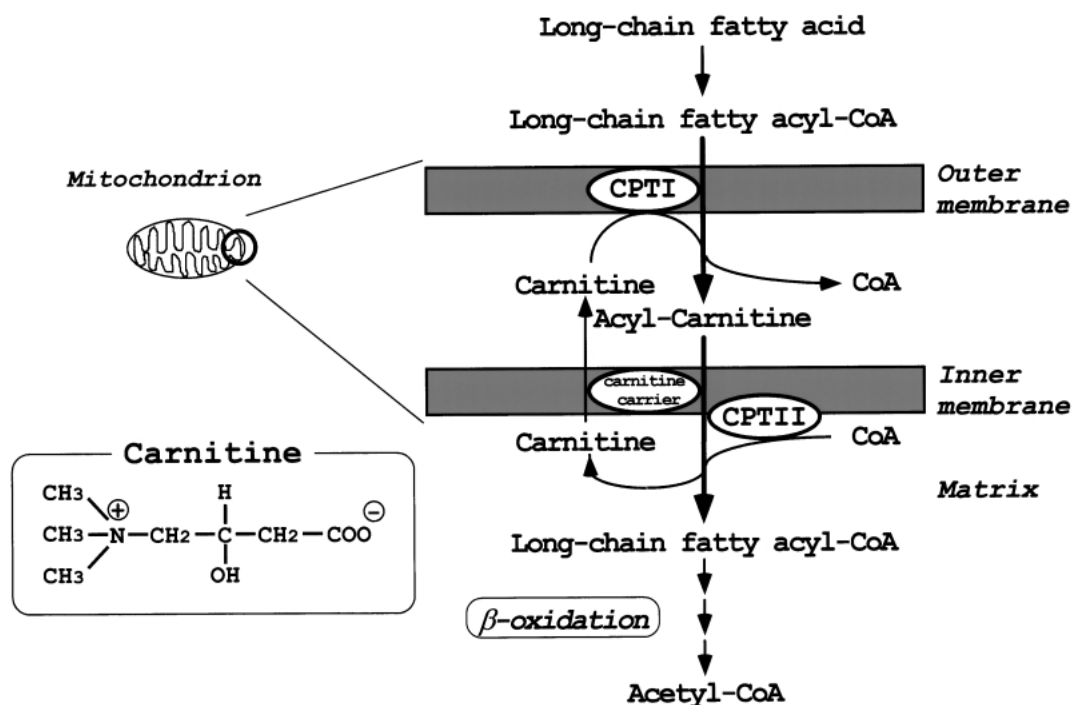 Long-chain fatty acid
Long-chain fatty acyl-CoA
Mitochondrion
CPTI
Outer
membrane
Carnitine
CoA
Acyl-Carnitine
carnitine
carrier
Inner
membrane
CPTII
Carnitine
CoA
Matrix
Carnitine
CH3
H
⊕
⊖
CH3—N—CH2—C—CH2—COO
CH3
OH
Long-chain fatty acyl-CoA
β-oxidation
Acetyl-CoA